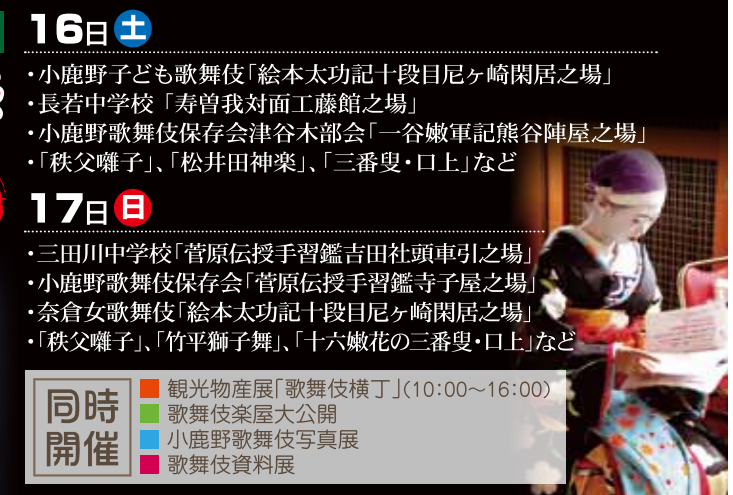 16日 土
・小鹿野子ども歌舞伎「絵本太功記十段目尼ヶ崎閑居之場」
・長若中学校 「寿曽我対面工藤館之場」
・小鹿野歌舞伎保存会津谷木部会「一谷嫩軍記熊谷陣屋之場」
・「秩父囃子」、「松井田神楽」、「三番叟・口上」など
17日 日
・三田川中学校「菅原伝授手習鑑吉田社頭車引之場」
・小鹿野歌舞伎保存会「菅原伝授手習鑑寺子屋之場」
・奈倉女歌舞伎「絵本太功記十段目尼ヶ崎閑居之場」
・「秩父囃子」、「竹平獅子舞」、「十六嫩花の三番叟・口上」など
同時
開催
観光物産展「歌舞伎横丁」(10:00〜16:00)
歌舞伎楽屋大公開
小鹿野歌舞伎写真展
歌舞伎資料展